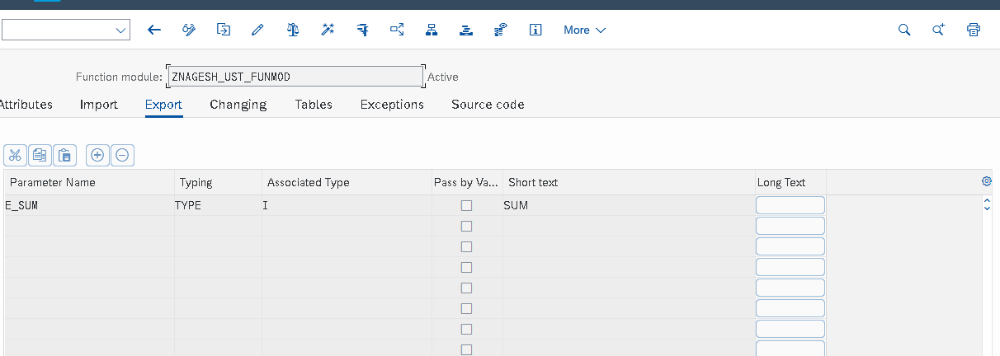 More
Function module: ZNAGESH_UST_FUNMOD Active
Attributes Import Export Changing Tables Exceptions Source code
Parameter Name Typing Associated Type Pass by Va... Short text Long Text
E_SUM TYPE I SUM